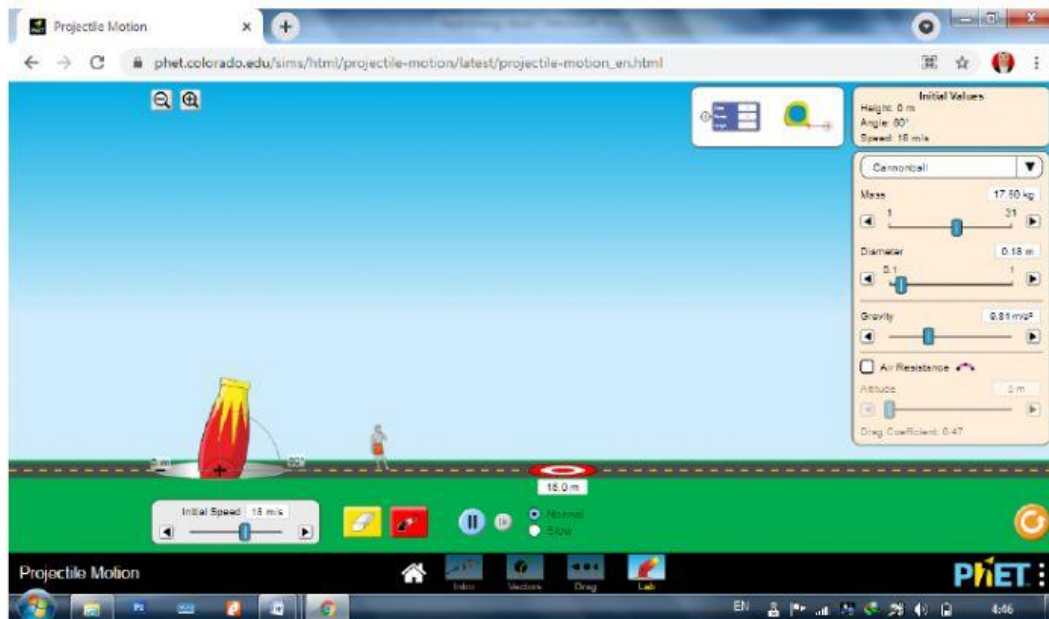 Projectile Motion
phet.colorado.edu/sims/html/projectile-motion/latest/projectile-motion_en.html
Initial Values
Height: 0 m
Angle: 80°
Speed: 18 m/s
Cannonball
Mass 17.60 kg
1 31
Diameter 0.18 m
0.1 1
Gravity 9.81 m/s²
Air Resistance
Altitude 0 m
Drag Coefficient: 0.47
0 m
80°
15.0 m
Initial Speed 18 m/s
Normal
Slow
Projectile Motion
Intro
Vectors
Drag
Lab
PhET
EN
4:46